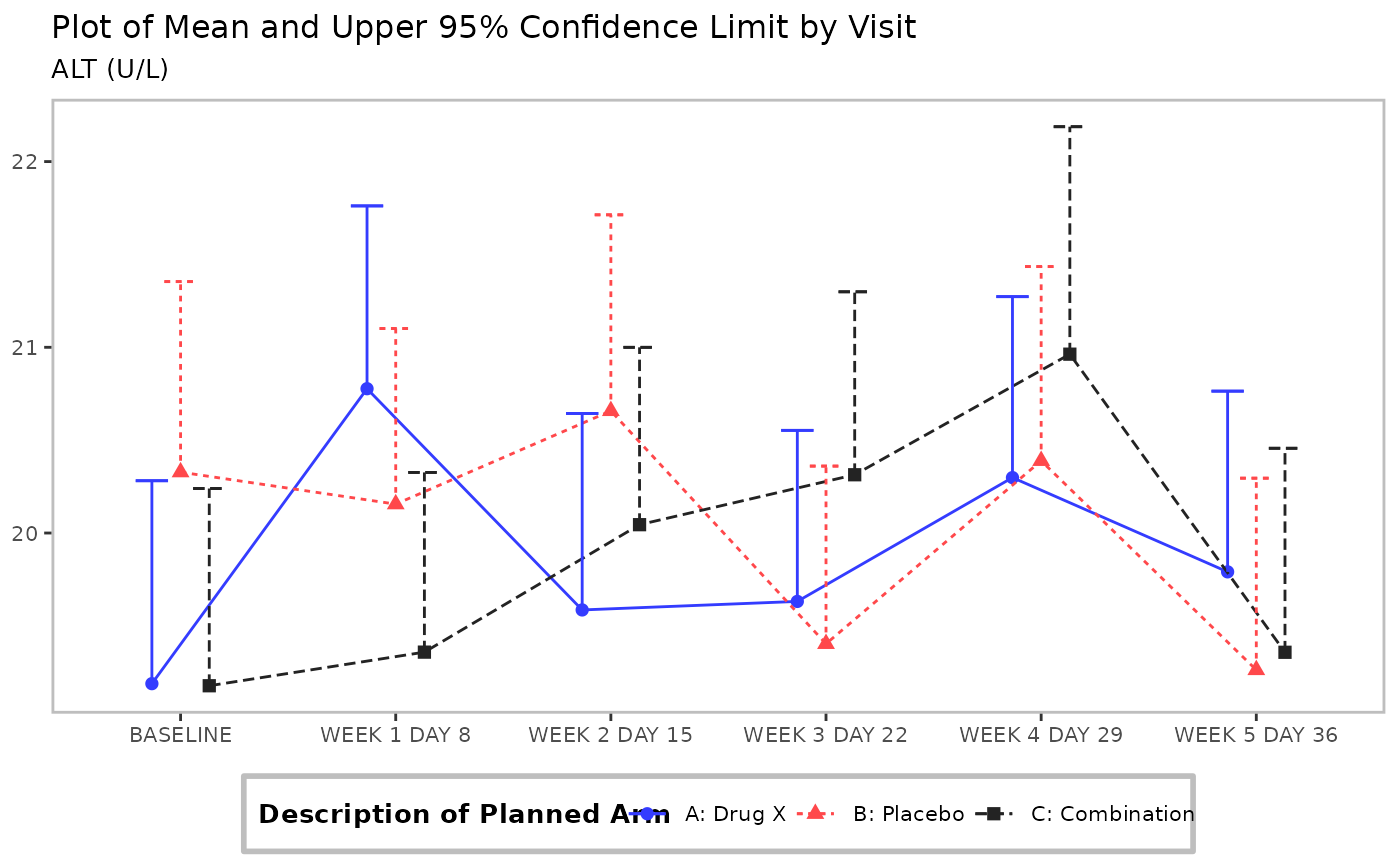 Plot of Mean and Upper 95% Confidence Limit by Visit
ALT (U/L)
22
21
20
BASELINE WEEK 1 DAY 8 WEEK 2 DAY 15 WEEK 3 DAY 22 WEEK 4 DAY 29 WEEK 5 DAY 36
Description of Planned Arm A: Drug X B: Placebo C: Combination